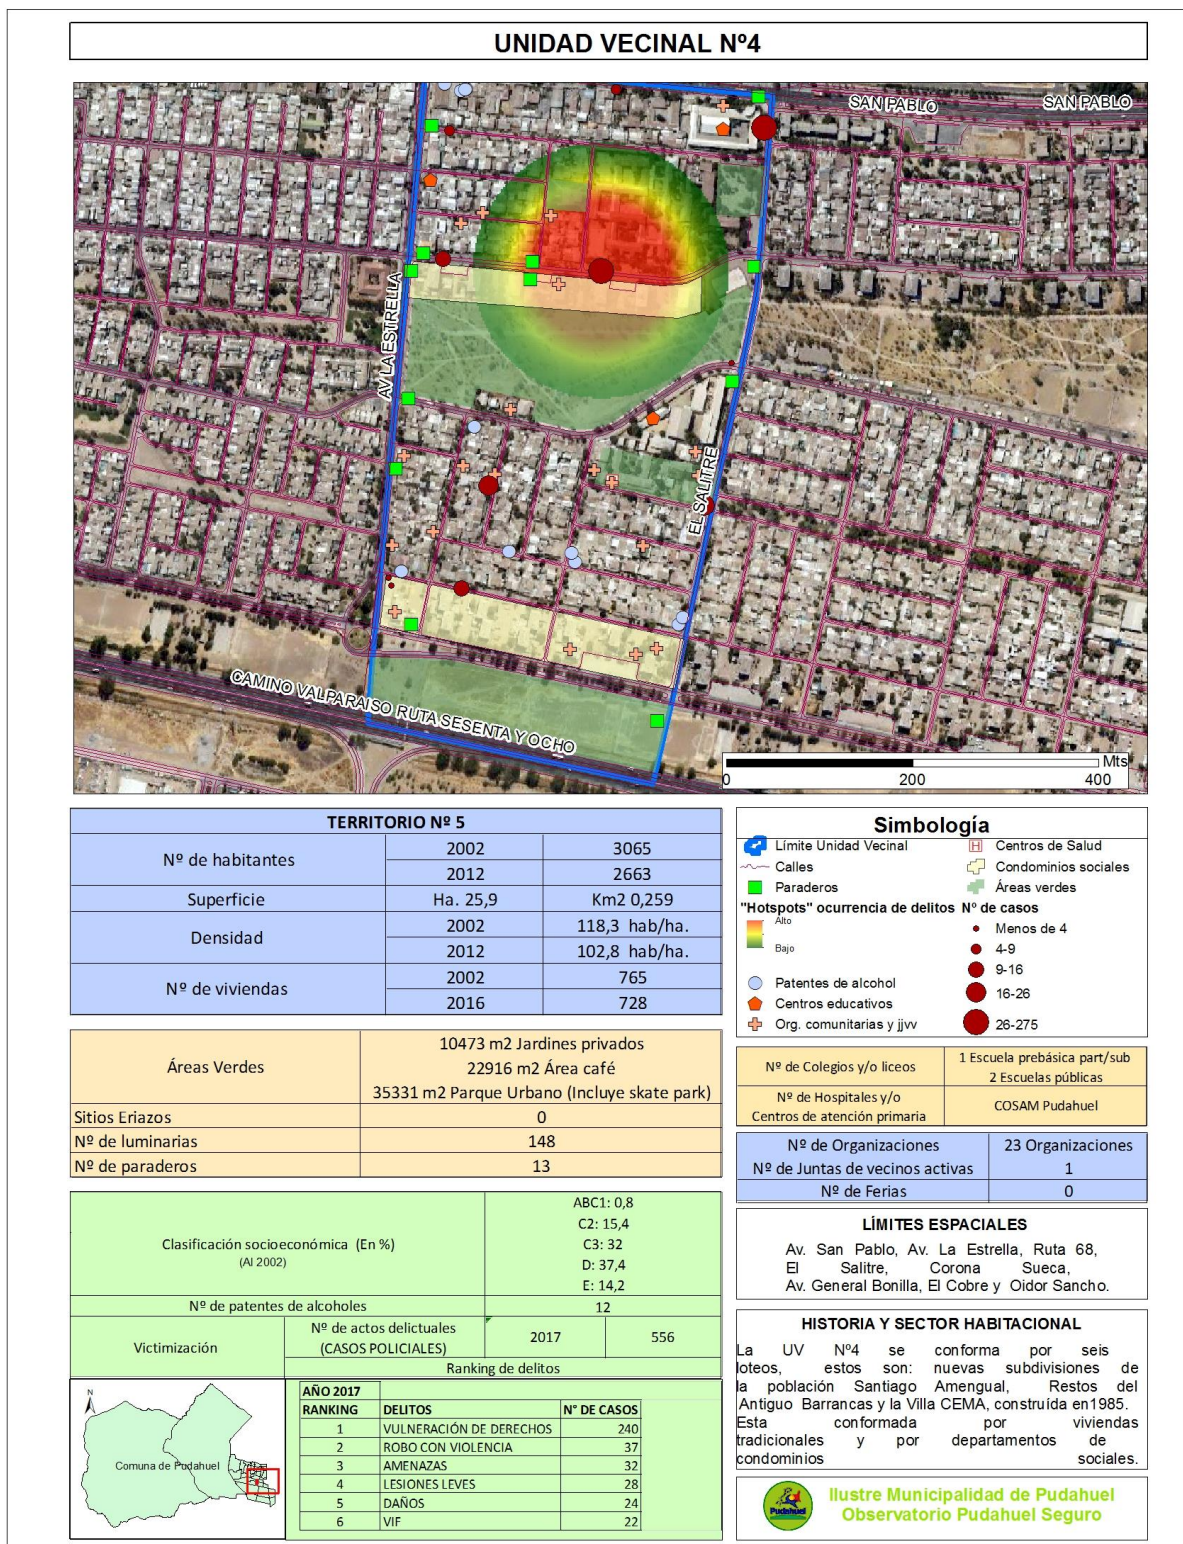 UNIDAD VECINAL Nº4
SAN PABLO
SAN PABLO
AV LA ESTRELLA
EL SALITRE
CAMINO VALPARAISO RUTA SESENTA Y OCHO
Mts
0 200 400
TERRITORIO Nº 5
Nº de habitantes
2002 3065
2012 2663
Superficie Ha. 25,9 Km2 0,259
Densidad
2002 118,3 hab/ha.
2012 102,8 hab/ha.
Nº de viviendas
2002 765
2016 728
Áreas Verdes
10473 m2 Jardines privados
22916 m2 Área café
35331 m2 Parque Urbano (Incluye skate park)
Sitios Eriazos 0
Nº de luminarias 148
Nº de paraderos 13
Clasificación socioeconómica (En %)
(Al 2002)
ABC1: 0,8
C2: 15,4
C3: 32
D: 37,4
E: 14,2
Nº de patentes de alcoholes 12
Victimización
Nº de actos delictuales
(CASOS POLICIALES)
2017 556
Ranking de delitos
N
Comuna de Pudahuel
AÑO 2017
RANKING DELITOS N° DE CASOS
1 VULNERACIÓN DE DERECHOS 240
2 ROBO CON VIOLENCIA 37
3 AMENAZAS 32
4 LESIONES LEVES 28
5 DAÑOS 24
6 VIF 22
Simbología
Límite Unidad Vecinal
Calles
Paraderos
H Centros de Salud
Condominios sociales
Áreas verdes
"Hotspots" ocurrencia de delitos
Alto
Bajo
Patentes de alcohol
Centros educativos
Org. comunitarias y jjvv
Nº de casos
Menos de 4
4-9
9-16
16-26
26-275
Nº de Colegios y/o liceos
1 Escuela prebásica part/sub
2 Escuelas públicas
Nº de Hospitales y/o
Centros de atención primaria
COSAM Pudahuel
Nº de Organizaciones 23 Organizaciones
Nº de Juntas de vecinos activas 1
Nº de Ferias 0
LÍMITES ESPACIALES
Av. San Pablo, Av. La Estrella, Ruta 68,
El Salitre, Corona Sueca,
Av. General Bonilla, El Cobre y Oidor Sancho.
HISTORIA Y SECTOR HABITACIONAL
La UV Nº4 se conforma por seis
loteos, estos son: nuevas subdivisiones de
la población Santiago Amengual, Restos del
Antiguo Barrancas y la Villa CEMA, construída en1985.
Esta conformada por viviendas
tradicionales y por departamentos de
condominios sociales.
Pudahuel
Ilustre Municipalidad de Pudahuel
Observatorio Pudahuel Seguro